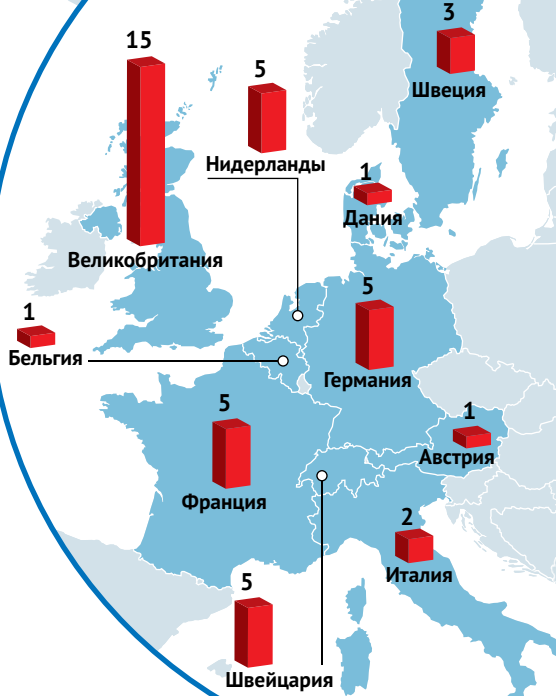 3
Швеция
15
Великобритания
5
Нидерланды
1
Дания
1
Бельгия
5
Германия
5
Франция
1
Австрия
2
Италия
5
Швейцария